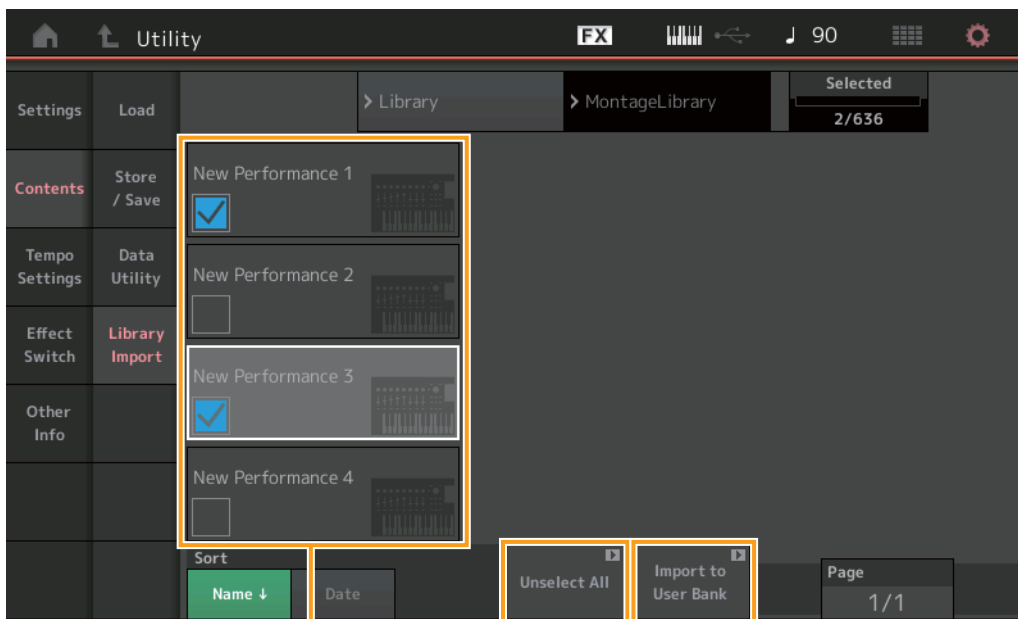 Utility
FX
90
Settings
Load
> Library
> MontageLibrary
Selected
2/636
Contents
Store
/ Save
New Performance 1
Tempo
Settings
Data
Utility
New Performance 2
Effect
Switch
Library
Import
New Performance 3
Other
Info
New Performance 4
Sort
Name ↓
Date
Unselect All
Import to
User Bank
Page
1/1